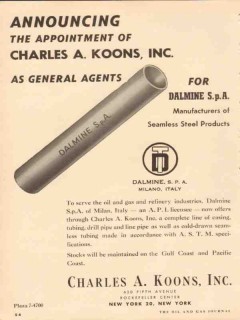 ANNOUNCING
THE APPOINTMENT OF
CHARLES A. KOONS, INC.
AS GENERAL AGENTS
FOR
DALMINE S.p.A.
Manufacturers of
Seamless Steel Products
DALMINE S.p.A.
DALMINE, S. P. A.
MILANO, ITALY
To serve the oil and gas and refinery industries, Dalmine
S.p.A. of Milan, Italy — an A.P.I. licensee — now offers
through Charles A. Koons, Inc. a complete line of casing,
tubing, drill pipe and line pipe as well as cold-drawn seam-
less tubing made in accordance with A. S. T. M. speci-
fications.
Stocks will be maintained on the Gulf Coast and Pacific
Coast.
CHARLES A. KOONS, INC.
630 FIFTH AVENUE
ROCKEFELLER CENTER
NEW YORK 20, NEW YORK
THE OIL AND GAS JOURNAL